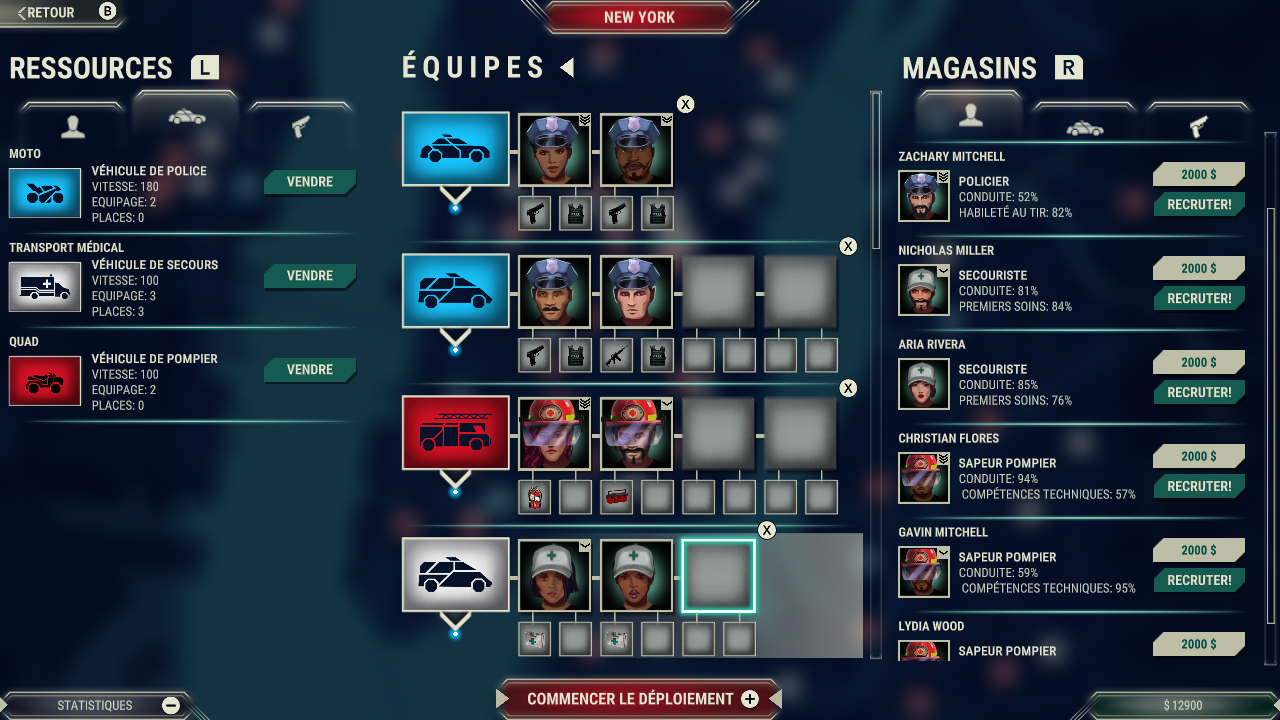 RETOUR B
NEW YORK
RESSOURCES L
MOTO
VÉHICULE DE POLICE
VITESSE: 180
EQUIPAGE: 2
PLACES: 0
VENDRE
TRANSPORT MÉDICAL
VÉHICULE DE SECOURS
VITESSE: 100
EQUIPAGE: 3
PLACES: 3
VENDRE
QUAD
VÉHICULE DE POMPIER
VITESSE: 100
EQUIPAGE: 2
PLACES: 0
VENDRE
ÉQUIPES
X
X
X
X
MAGASINS R
ZACHARY MITCHELL
POLICIER
CONDUITE: 52%
HABILETÉ AU TIR: 82%
2000 $
RECRUTER!
NICHOLAS MILLER
SECOURISTE
CONDUITE: 81%
PREMIERS SOINS: 84%
2000 $
RECRUTER!
ARIA RIVERA
SECOURISTE
CONDUITE: 85%
PREMIERS SOINS: 76%
2000 $
RECRUTER!
CHRISTIAN FLORES
SAPEUR POMPIER
CONDUITE: 94%
COMPÉTENCES TECHNIQUES: 57%
2000 $
RECRUTER!
GAVIN MITCHELL
SAPEUR POMPIER
CONDUITE: 59%
COMPÉTENCES TECHNIQUES: 95%
2000 $
RECRUTER!
LYDIA WOOD
SAPEUR POMPIER
2000 $
STATISTIQUES
COMMENCER LE DÉPLOIEMENT
$ 12900